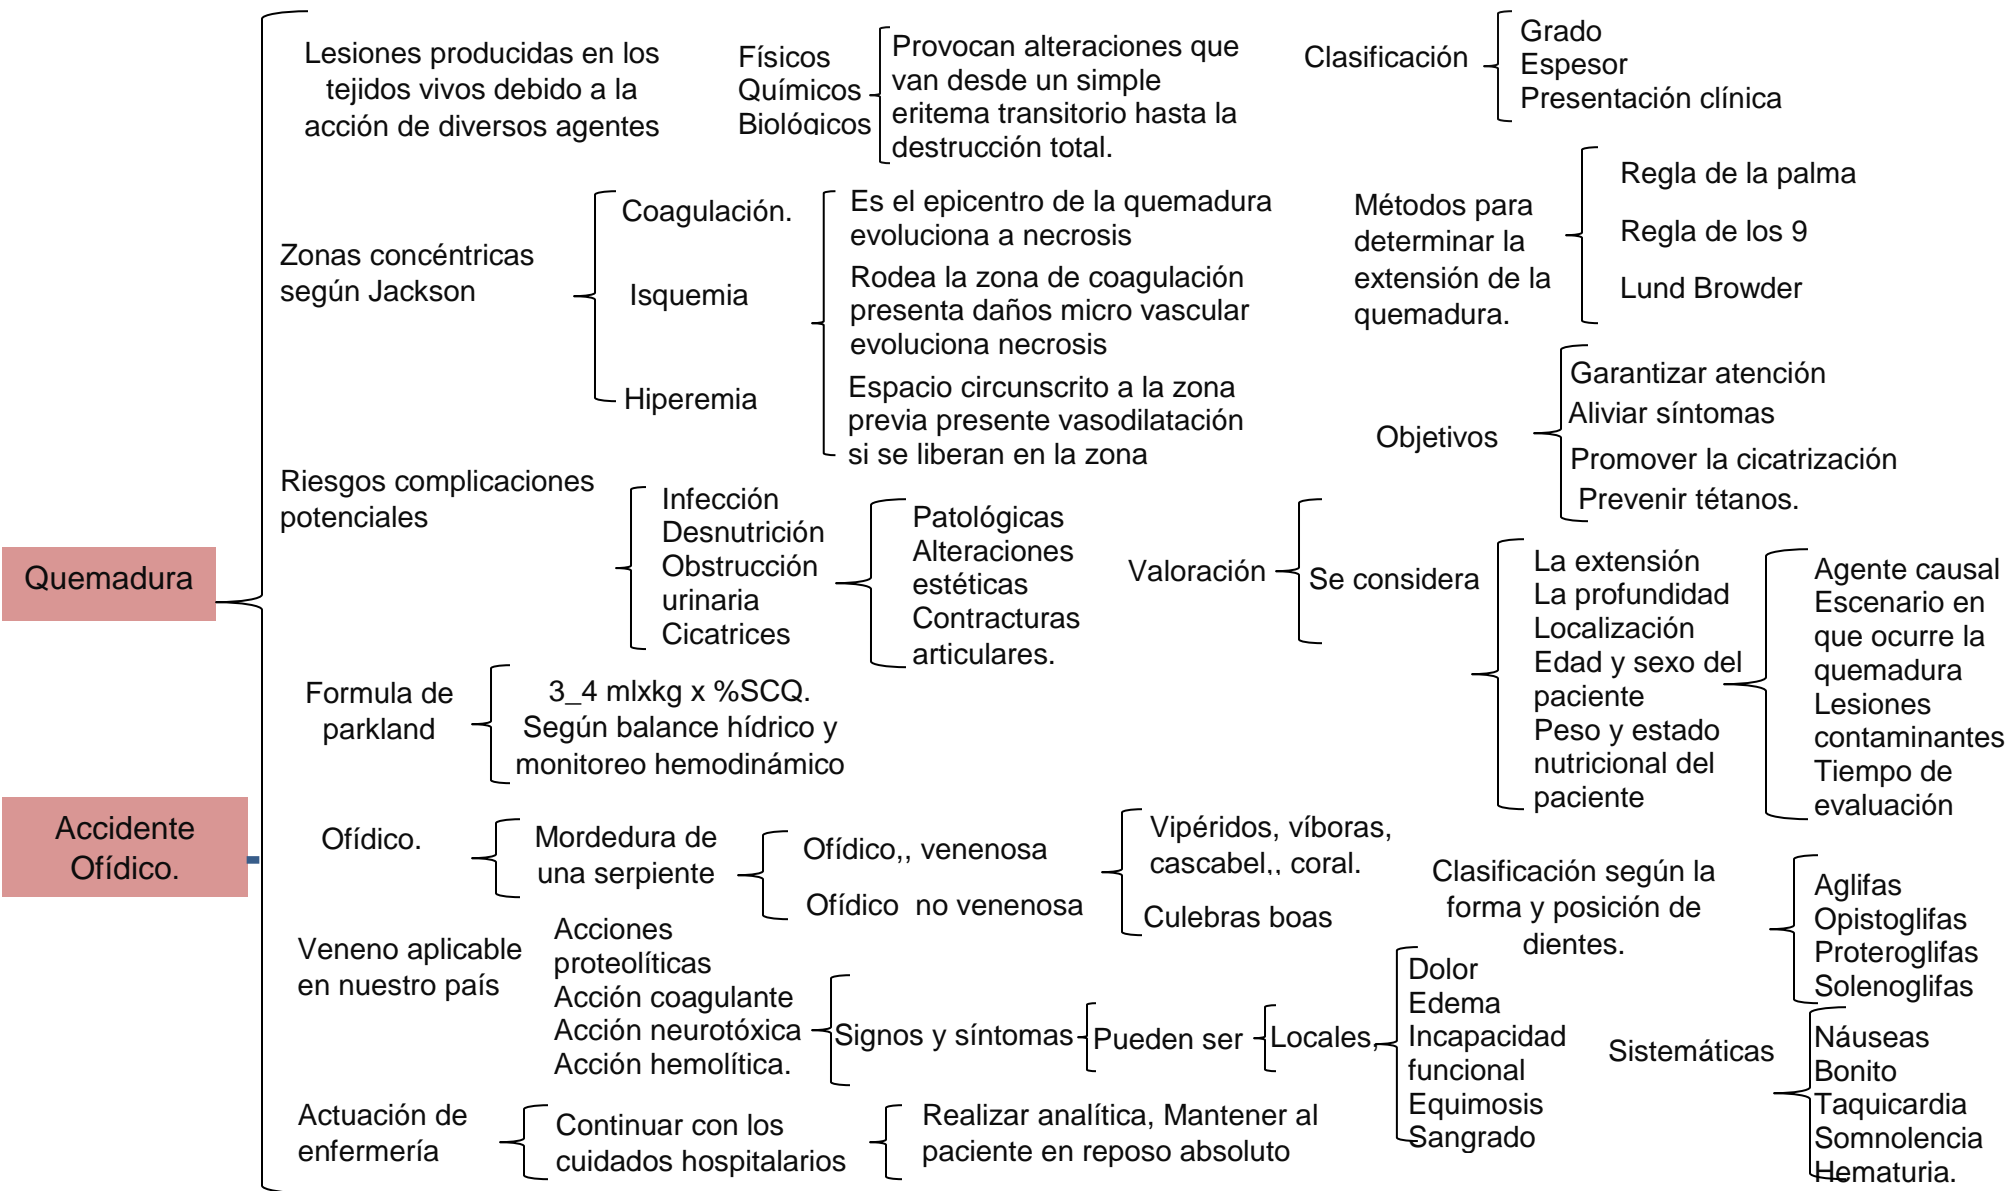 Lesiones producidas en los
tejidos vivos debido a la
acción de diversos agentes
Físicos
Químicos
Biológicos
Provocan alteraciones que
van desde un simple
eritema transitorio hasta la
destrucción total.
Clasificación
Grado
Espesor
Presentación clínica
Zonas concéntricas
según Jackson
Coagulación.
Isquemia
Hiperemia
Es el epicentro de la quemadura
evoluciona a necrosis
Rodea la zona de coagulación
presenta daños micro vascular
evoluciona necrosis
Espacio circunscrito a la zona
previa presente vasodilatación
si se liberan en la zona
Métodos para
determinar la
extensión de la
quemadura.
Regla de la palma
Regla de los 9
Lund Browder
Objetivos
Garantizar atención
Aliviar síntomas
Promover la cicatrización
Prevenir tétanos.
Riesgos complicaciones
potenciales
Infección
Desnutrición
Obstrucción
urinaria
Cicatrices
Patológicas
Alteraciones
estéticas
Contracturas
articulares.
Valoración
Se considera
La extensión
La profundidad
Localización
Edad y sexo del
paciente
Peso y estado
nutricional del
paciente
Agente causal
Escenario en
que ocurre la
quemadura
Lesiones
contaminantes
Tiempo de
evaluación
Quemadura
Formula de
parkland
3_4 mlxkg x %SCQ.
Según balance hídrico y
monitoreo hemodinámico
Accidente
Ofídico.
Ofídico.
Mordedura de
una serpiente
Ofídico,, venenosa
Ofídico no venenosa
Vipéridos, víboras,
cascabel,, coral.
Culebras boas
Clasificación según la
forma y posición de
dientes.
Aglifas
Opistoglifas
Proteroglifas
Solenoglifas
Veneno aplicable
en nuestro país
Acciones
proteolíticas
Acción coagulante
Acción neurotóxica
Acción hemolítica.
Signos y síntomas
Pueden ser
Locales,
Dolor
Edema
Incapacidad
funcional
Equimosis
Sangrado
Sistemáticas
Náuseas
Bonito
Taquicardia
Somnolencia
Hematuria.
Actuación de
enfermería
Continuar con los
cuidados hospitalarios
Realizar analítica, Mantener al
paciente en reposo absoluto